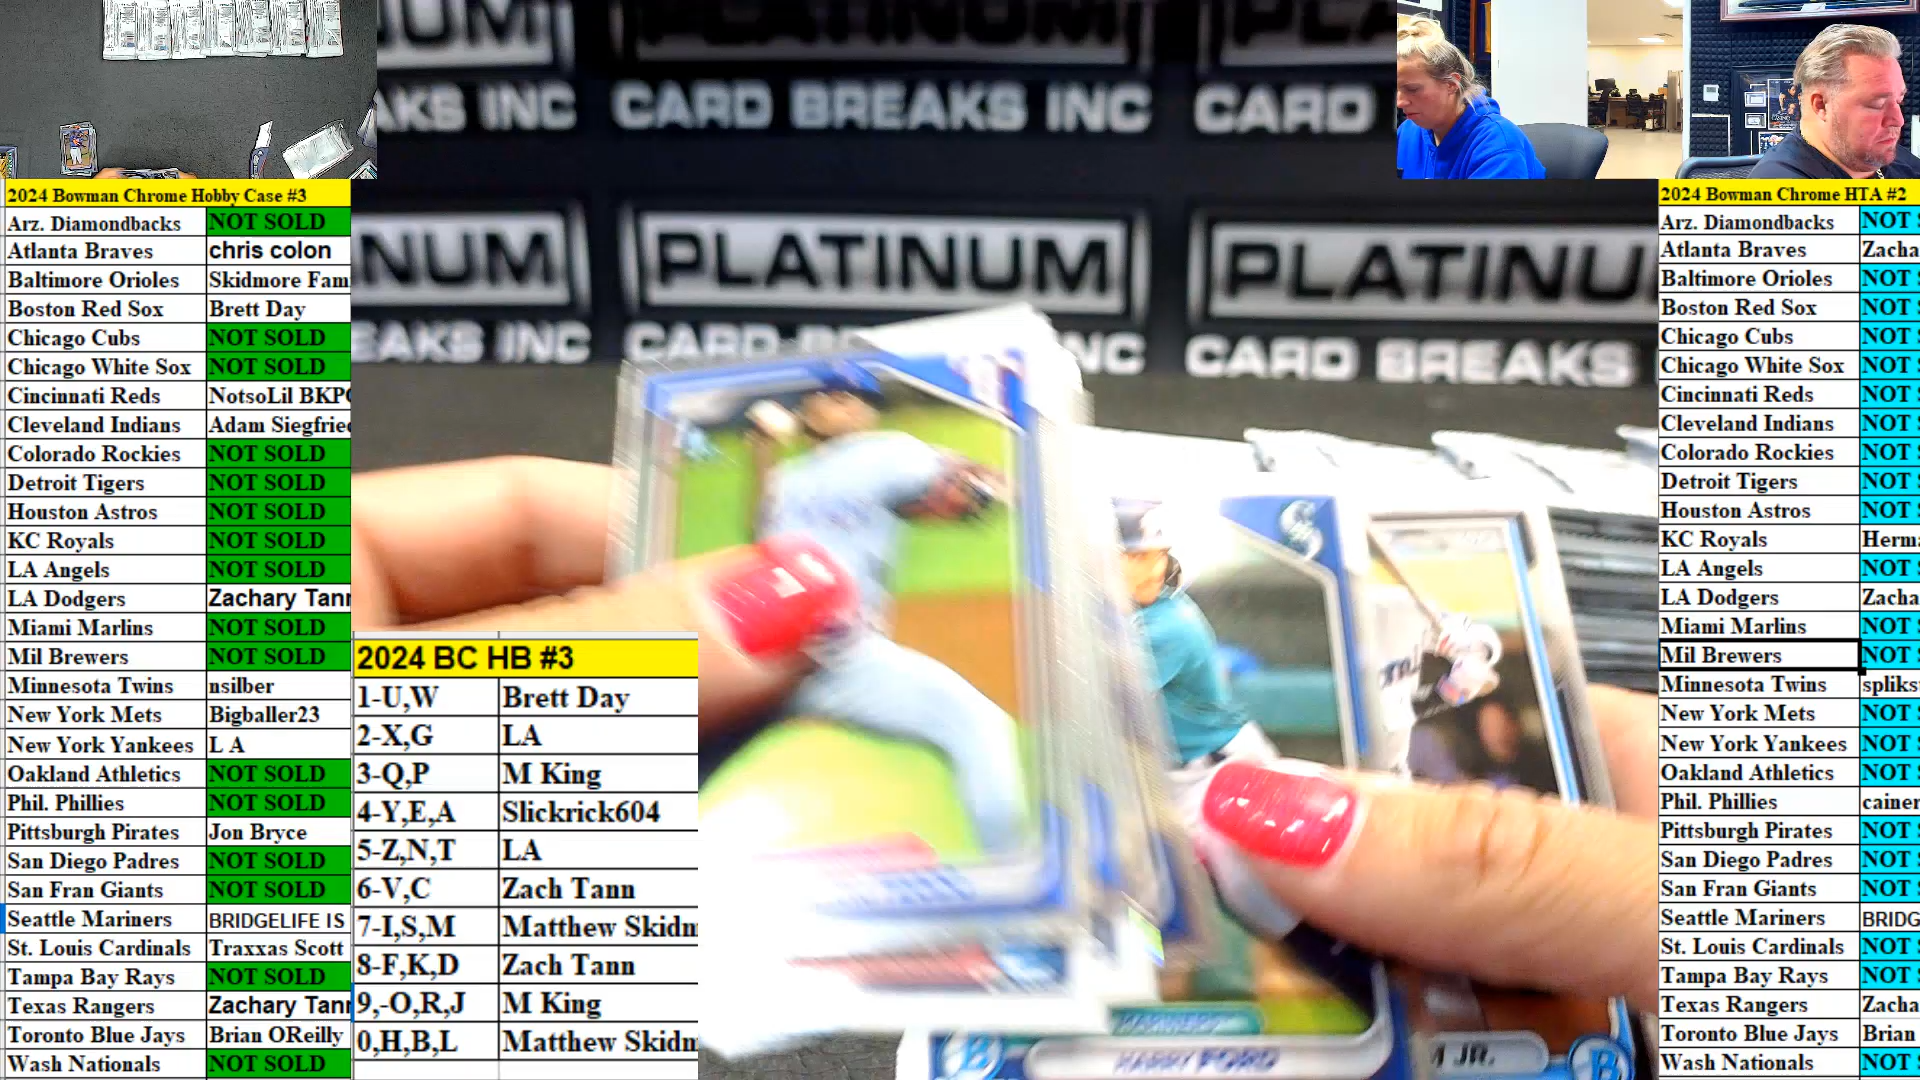 NUM
PLATINUM
PLATINUM
AKS INC
CARD BREAKS INC
CARD
2024 Bowman Chrome Hobby Case #3
Arz. Diamondbacks NOT SOLD
Atlanta Braves chris colon
Baltimore Orioles Skidmore Fam
Boston Red Sox Brett Day
Chicago Cubs NOT SOLD
Chicago White Sox NOT SOLD
Cincinnati Reds NotsoLil BKP
Cleveland Indians Adam Siegfrie
Colorado Rockies NOT SOLD
Detroit Tigers NOT SOLD
Houston Astros NOT SOLD
KC Royals NOT SOLD
LA Angels NOT SOLD
LA Dodgers Zachary Tann
Miami Marlins NOT SOLD
Mil Brewers NOT SOLD
Minnesota Twins nsilber
New York Mets Bigballer23
New York Yankees L A
Oakland Athletics NOT SOLD
Phil. Phillies NOT SOLD
Pittsburgh Pirates Jon Bryce
San Diego Padres NOT SOLD
San Fran Giants NOT SOLD
Seattle Mariners BRIDGELIFE IS
St. Louis Cardinals Traxxas Scott
Tampa Bay Rays NOT SOLD
Texas Rangers Zachary Tann
Toronto Blue Jays Brian OReilly
Wash Nationals NOT SOLD
NUM
PLATINUM
PLATINU
EAKS INC
CARD
NC
CARD BREAKS
2024 BC HB #3
1-U,W Brett Day
2-X,G LA
3-Q,P M King
4-Y,E,A Slickrick604
5-Z,N,T LA
6-V,C Zach Tann
7-I,S,M Matthew Skidm
8-F,K,D Zach Tann
9,-O,R,J M King
0,H,B,L Matthew Skidm
MARINERS
HARRY FORD
JR.
2024 Bowman Chrome HTA #2
Arz. Diamondbacks NOT
Atlanta Braves Zacha
Baltimore Orioles NOT
Boston Red Sox NOT
Chicago Cubs NOT
Chicago White Sox NOT
Cincinnati Reds NOT
Cleveland Indians NOT
Colorado Rockies NOT
Detroit Tigers NOT
Houston Astros NOT
KC Royals Herma
LA Angels NOT
LA Dodgers Zacha
Miami Marlins NOT
Mil Brewers NOT
Minnesota Twins spliks
New York Mets NOT
New York Yankees NOT
Oakland Athletics NOT
Phil. Phillies cainer
Pittsburgh Pirates NOT
San Diego Padres NOT
San Fran Giants NOT
Seattle Mariners BRIDG
St. Louis Cardinals NOT
Tampa Bay Rays NOT
Texas Rangers Zacha
Toronto Blue Jays Brian
Wash Nationals NOT